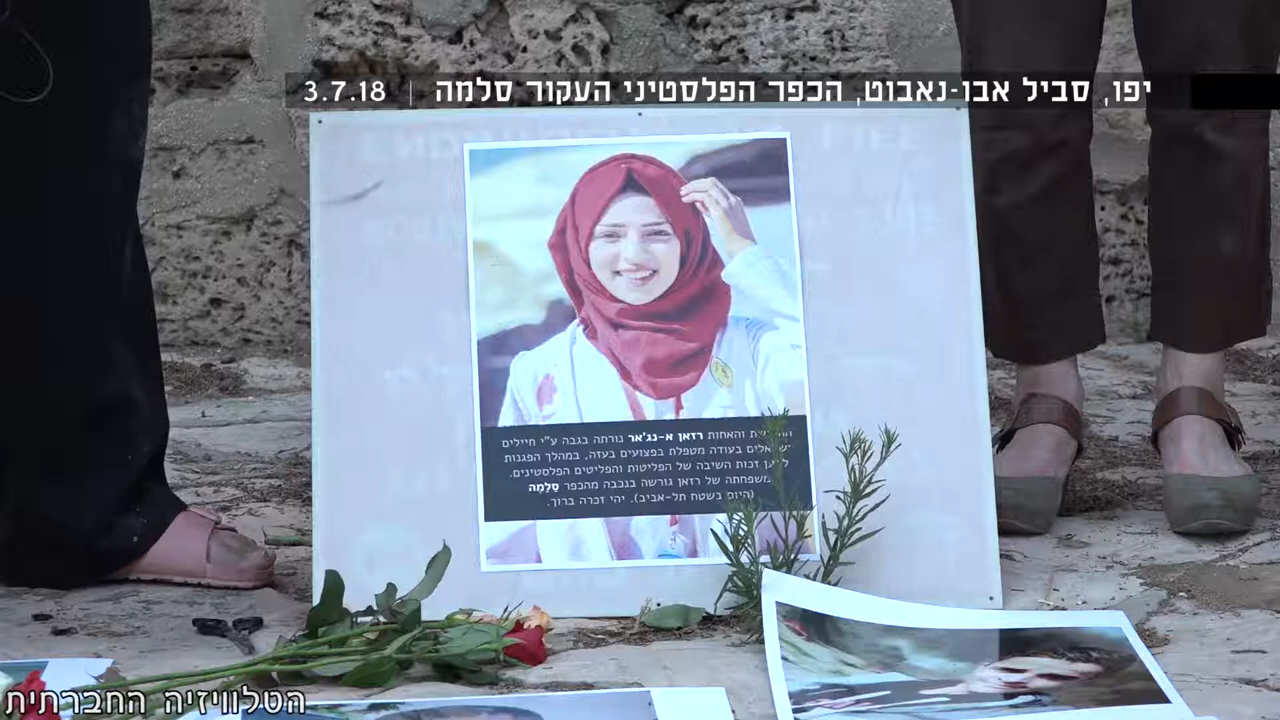 יפו, סביל אבו-נאבוט, הכפר הפלסטיני העקור סלמה | 3.7.18
והאחות רזאן א-נג'אר נורתה בגבה ע"י חיילים
בעודה מטפלת בפצועים בעזה, במהלך הפגנות
זכות השיבה של הפליטות והפליטים הפלסטינים.
משפחתה של רזאן גורשה בנכבה מהכפר סַלַמֶה
(היום בשטח תל-אביב). יהי זכרה ברוך.
הטלוויזיה החברתית